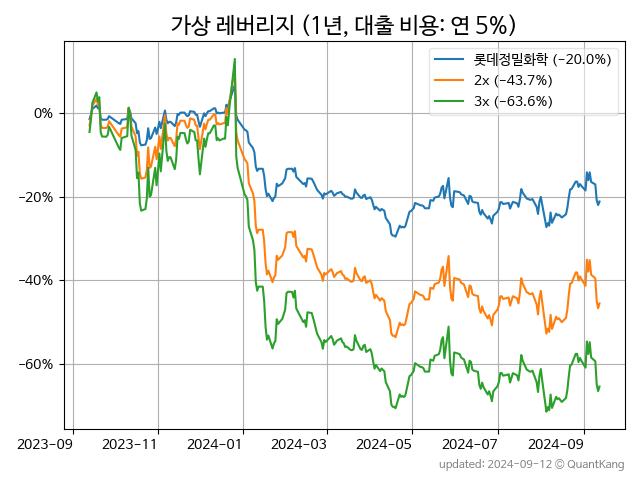 가상 레버리지 (1년, 대출 비용: 연 5%)
롯데정밀화학 (−20.0%)
2x (−43.7%)
3x (−63.6%)
0%
−20%
−40%
−60%
2023−09 2023−11 2024−01 2024−03 2024−05 2024−07 2024−09
updated: 2024−09−12 © QuantKang